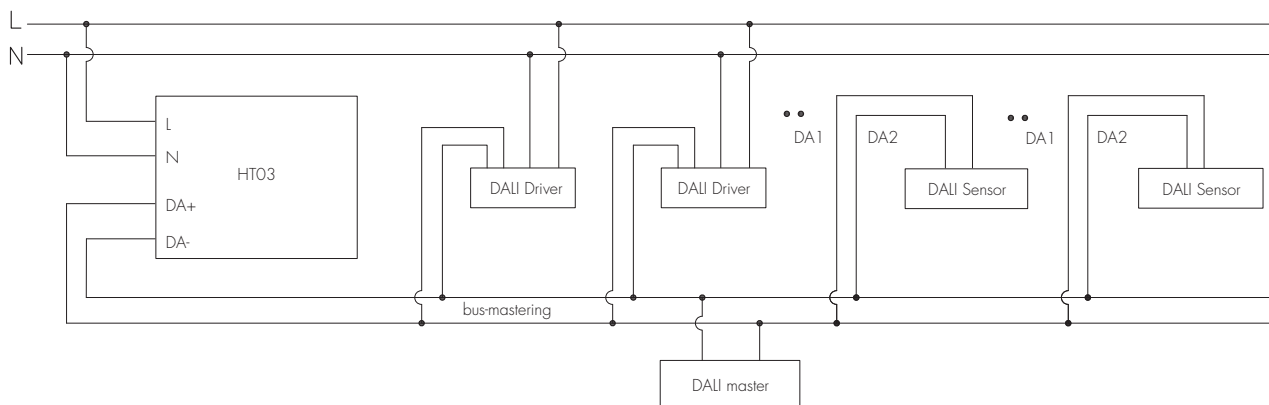 L
N
L
N
HT03
DA+
DA-
DALI Driver
DALI Driver
DA1
DA2
DALI Sensor
DA1
DA2
DALI Sensor
bus-mastering
DALI master